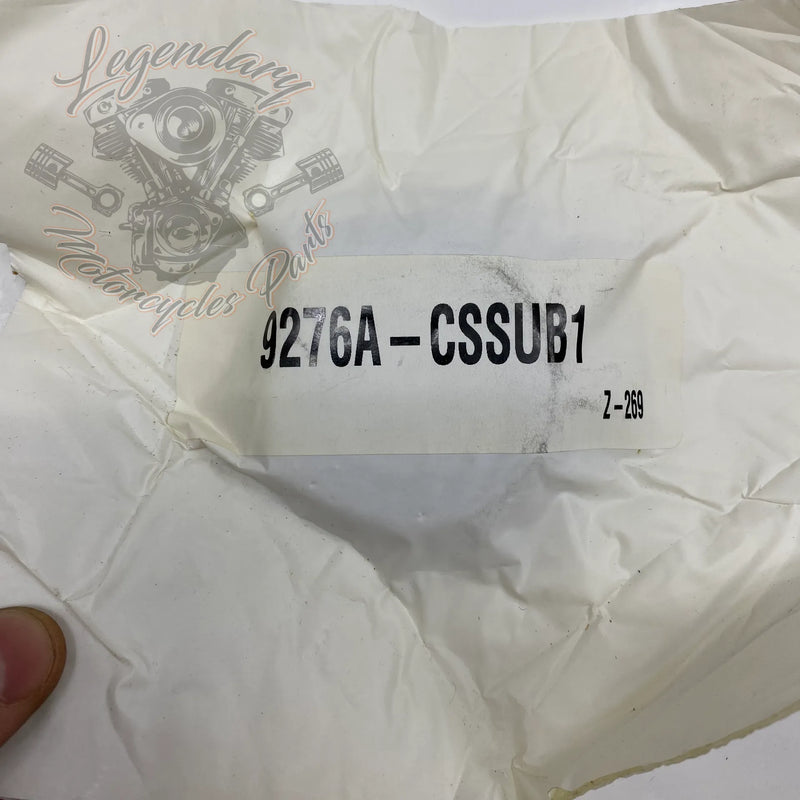 Legendary
Motorcycles Parts
9276A-CSSUB1
Z-269